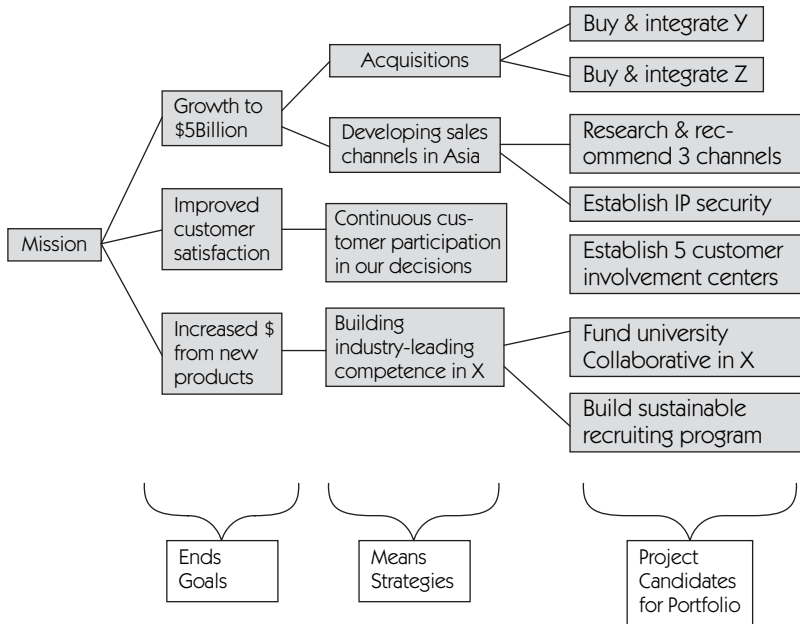 Mission
Growth to
$5Billion
Improved
customer
satisfaction
Increased $
from new
products
Acquisitions
Developing sales
channels in Asia
Continuous cus-
tomer participation
in our decisions
Building
industry-leading
competence in X
Buy & integrate Y
Buy & integrate Z
Research & rec-
ommend 3 channels
Establish IP security
Establish 5 customer
involvement centers
Fund university
Collaborative in X
Build sustainable
recruiting program
Ends
Goals
Means
Strategies
Project
Candidates
for Portfolio